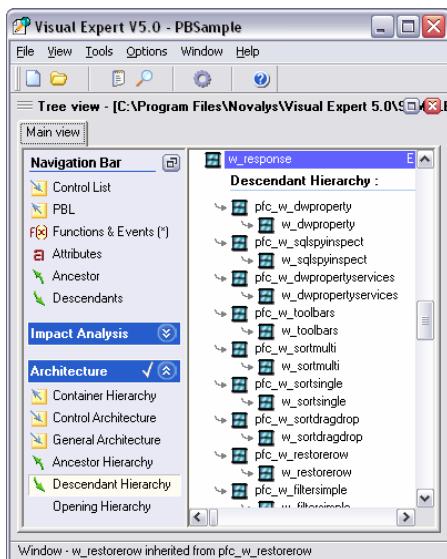 Visual Expert V5.0 - PBSample
File View Tools Options Window Help
Tree view - [C:\Program Files\Novalys\Visual Expert 5.0\
Main view
Navigation Bar
Control List
PBL
F(x) Functions & Events (*)
a Attributes
Ancestor
Descendants
Impact Analysis
Architecture
Container Hierarchy
Control Architecture
General Architecture
Ancestor Hierarchy
Descendant Hierarchy
Opening Hierarchy
w_response E
Descendant Hierarchy :
pfc_w_dwproperty
w_dwproperty
pfc_w_sqlspyinspect
w_sqlspyinspect
pfc_w_dwpropertyservices
w_dwpropertyservices
pfc_w_toolbars
w_toolbars
pfc_w_sortmulti
w_sortmulti
pfc_w_sortsingle
w_sortsingle
pfc_w_sortdragdrop
w_sortdragdrop
pfc_w_restorerow
w_restorerow
pfc_w_filtersimple
w_filtersimple
Window - w_restorerow inherited from pfc_w_restorerow